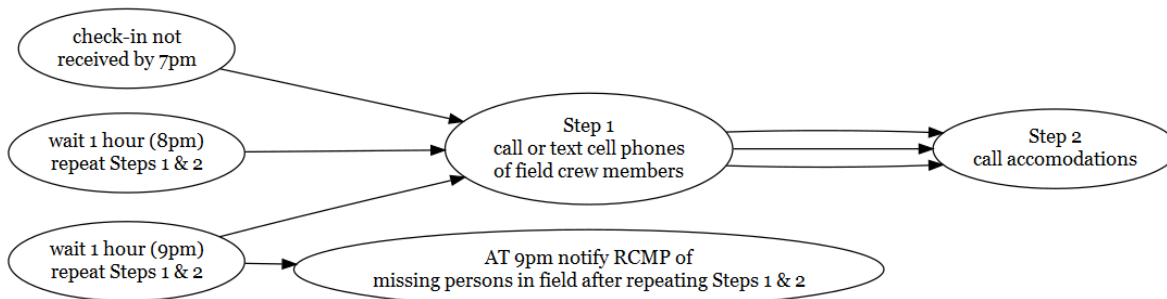 check-in not
received by 7pm
wait 1 hour (8pm)
repeat Steps 1 & 2
wait 1 hour (9pm)
repeat Steps 1 & 2
Step 1
call or text cell phones
of field crew members
Step 2
call accomodations
AT 9pm notify RCMP of
missing persons in field after repeating Steps 1 & 2